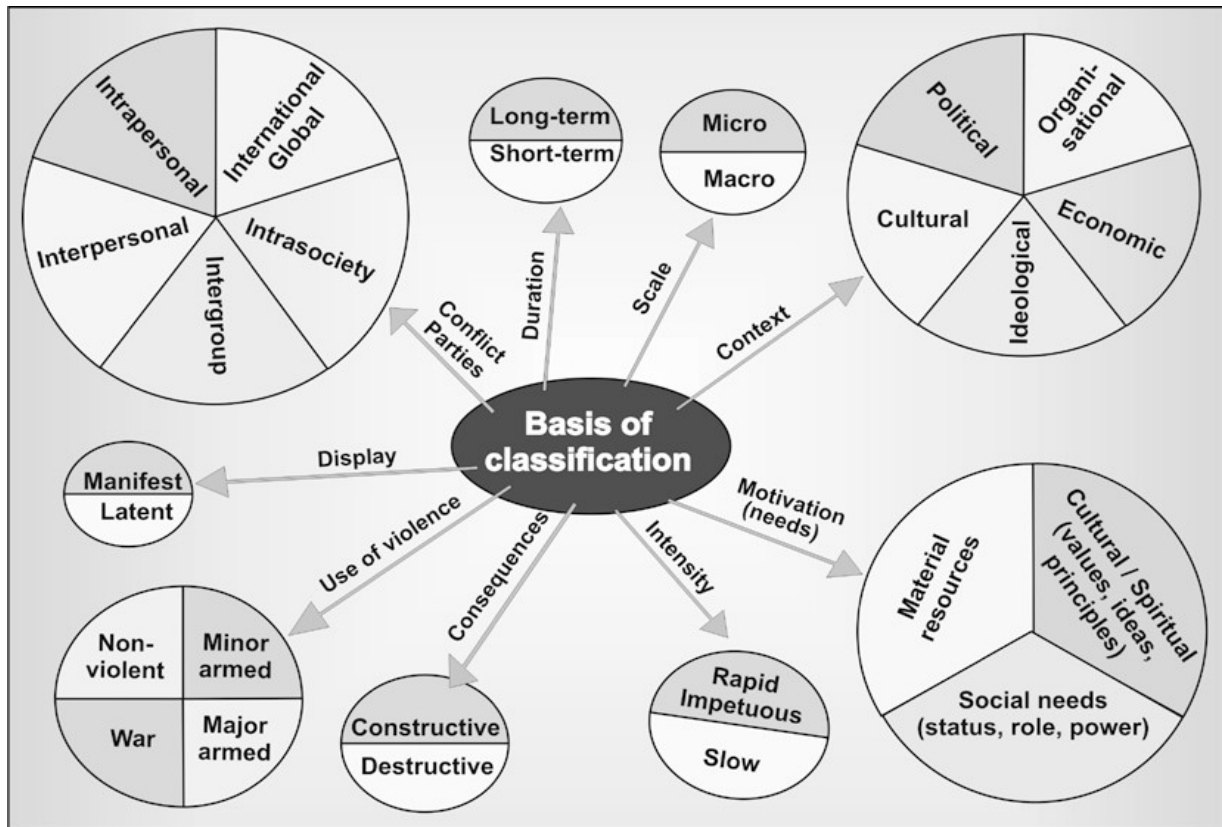 Intrapersonal
International
Global
Interpersonal
Intrasociety
Intergroup
Long-term
Short-term
Micro
Macro
Political
Organi-
sational
Cultural
Economic
Ideological
Conflict
Parties
Duration
Scale
Context
Basis of
classification
Display
Manifest
Latent
Use of violence
Consequences
Intensity
Motivation
(needs)
Non-
violent
Minor
armed
War
Major
armed
Constructive
Destructive
Rapid
Impetuous
Slow
Material
resources
Cultural / Spiritual
(values, ideas,
principles)
Social needs
(status, role, power)